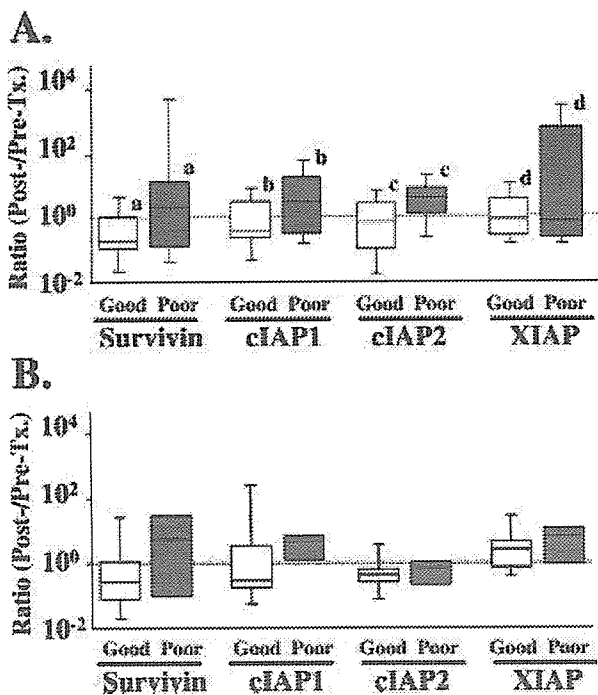 A.
Ratio (Post-/Pre-Tx.)
10⁴
10²
10⁰
10⁻²
a a b b c c d d
Good Poor Good Poor Good Poor Good Poor
Survivin cIAP1 cIAP2 XIAP
B.
Ratio (Post-/Pre-Tx.)
10⁴
10²
10⁰
10⁻²
Good Poor Good Poor Good Poor Good Poor
Survivin cIAP1 cIAP2 XIAP